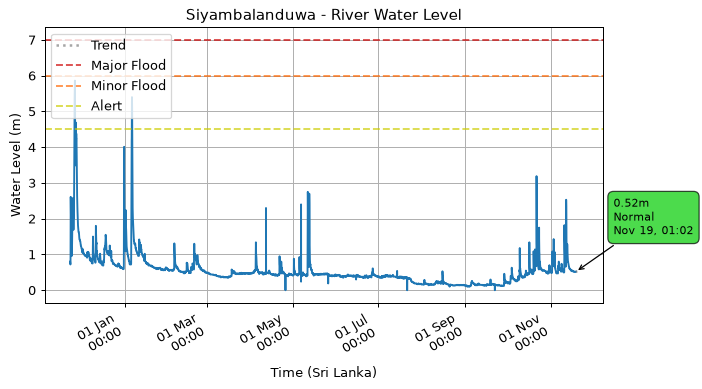 Siyambalanduwa - River Water Level
Water Level (m)
7
6
5
4
3
2
1
0
Trend
Major Flood
Minor Flood
Alert
0.52m
Normal
Nov 19, 01:02
01 Jan
00:00
01 Mar
00:00
01 May
00:00
01 Jul
00:00
01 Sep
00:00
01 Nov
00:00
Time (Sri Lanka)